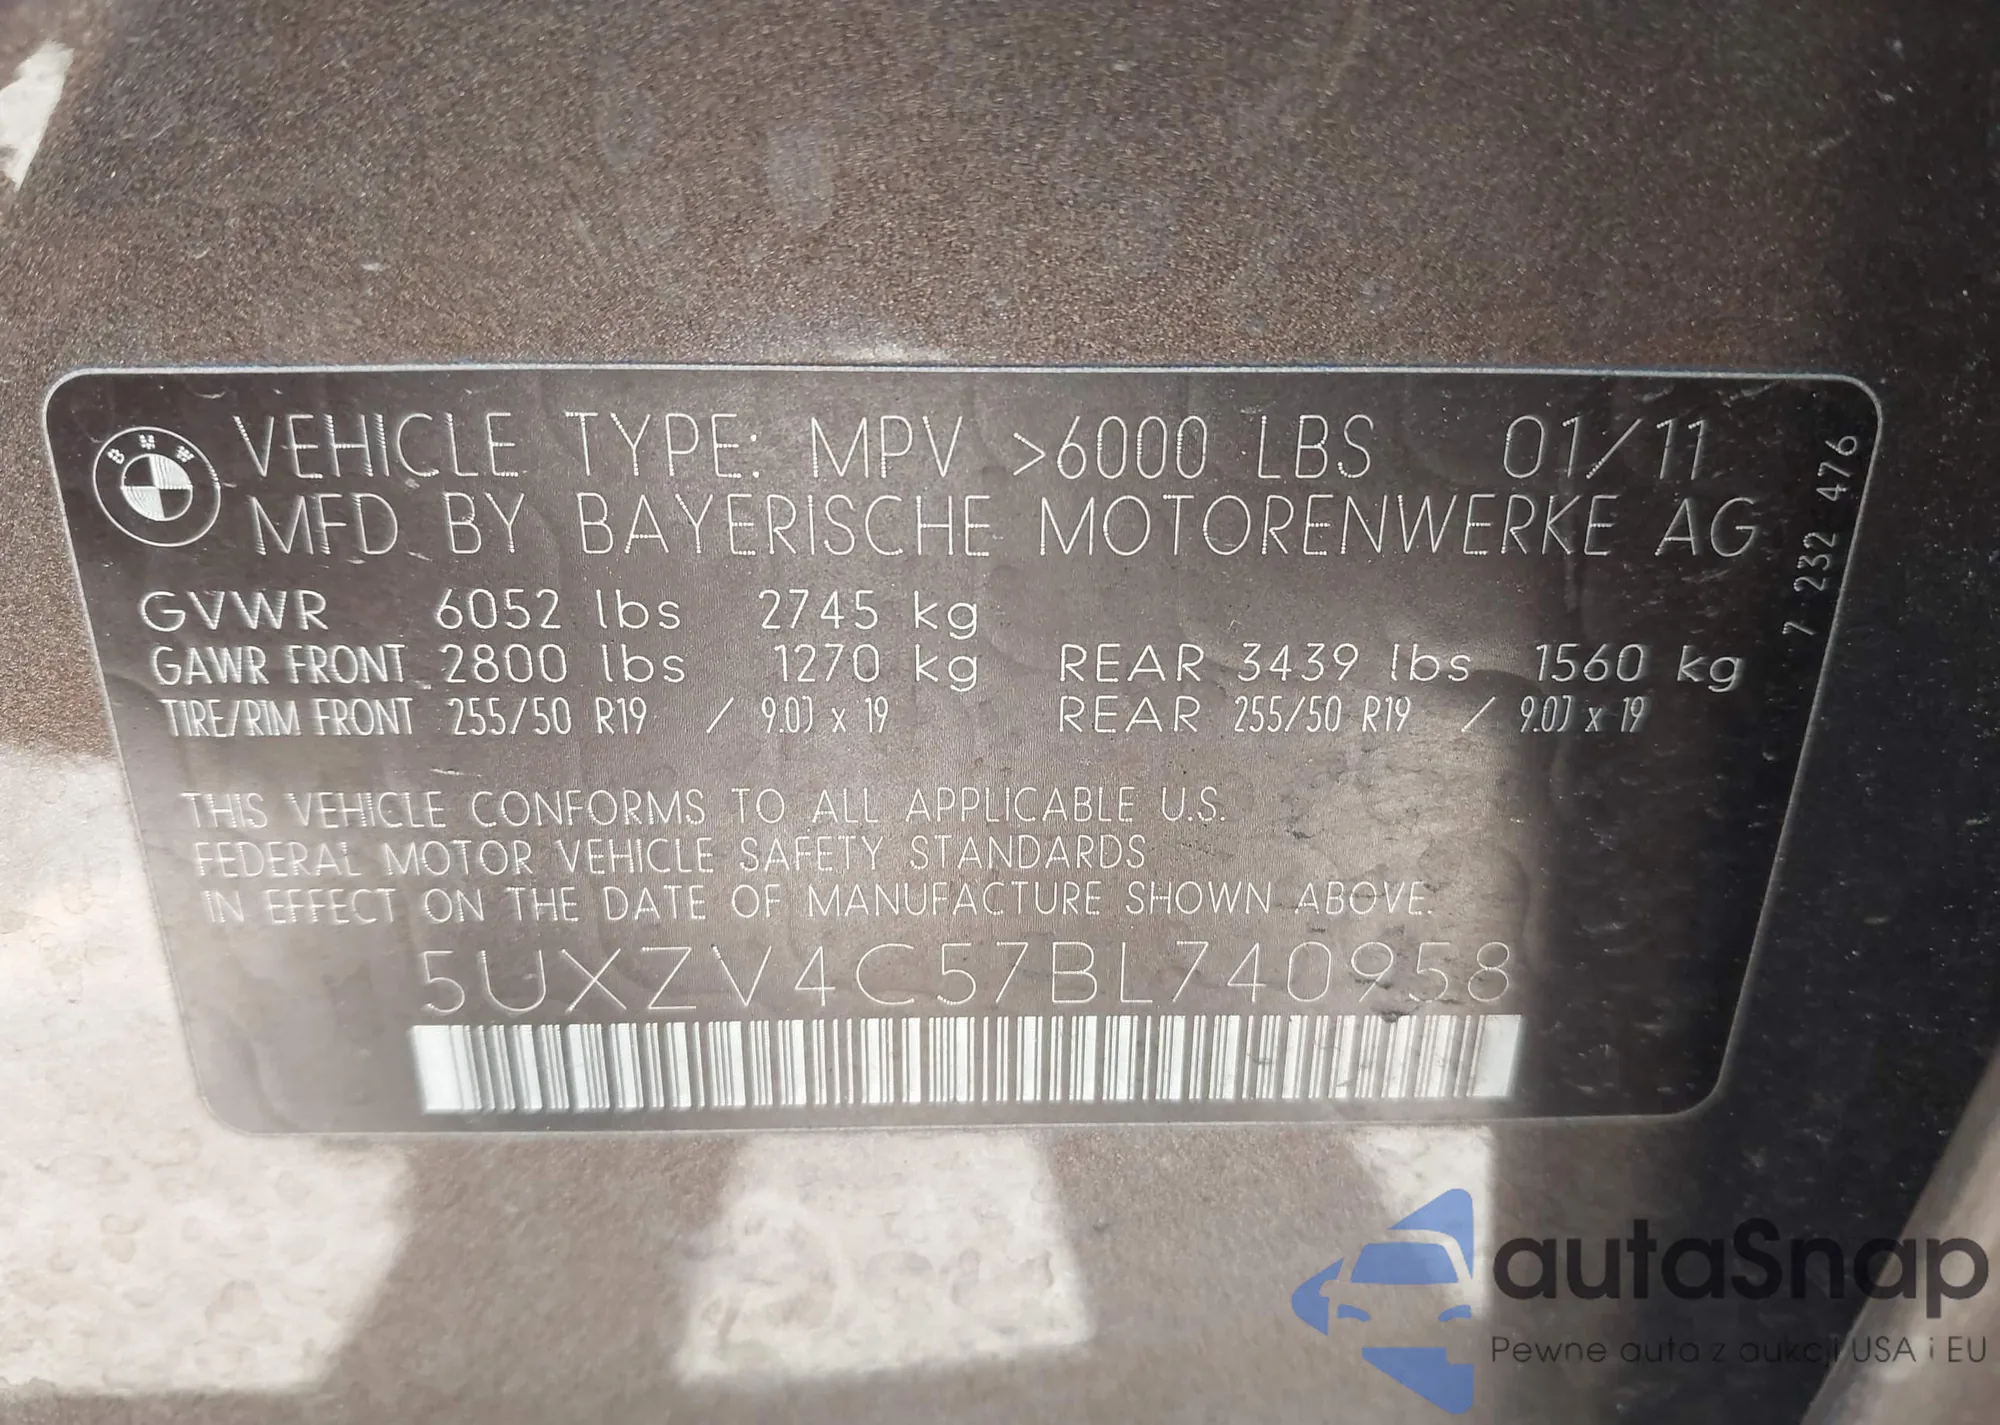 BMW
VEHICLE TYPE: MPV >6000 LBS 01/11
MFD BY BAYERISCHE MOTORENWERKE AG
GVWR 6052 lbs 2745 kg
GAWR FRONT 2800 lbs 1270 kg REAR 3439 lbs 1560 kg
TIRE/RIM FRONT 255/50 R19 / 9.0J x 19 REAR 255/50 R19 / 9.0J x 19
7 232 476
THIS VEHICLE CONFORMS TO ALL APPLICABLE U.S.
FEDERAL MOTOR VEHICLE SAFETY STANDARDS
IN EFFECT ON THE DATE OF MANUFACTURE SHOWN ABOVE.
5UXZV4C57BL740958
autaSnap
Pewne auta z aukcji USA i EU